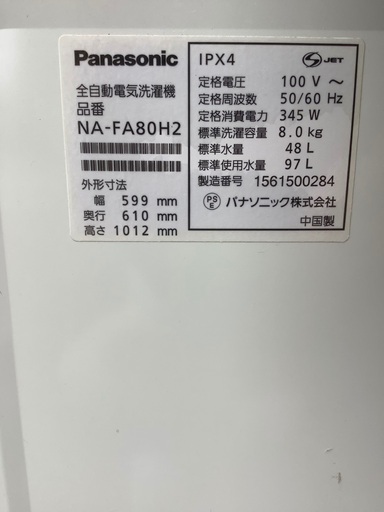 Panasonic
全自動電気洗濯機
品番
NA-FA80H2
外形寸法
幅 599 mm
奥行 610 mm
高さ 1012 mm
IPX4
S JET
定格電圧 100 V ～
定格周波数 50/60 Hz
定格消費電力 345 W
標準洗濯容量 8.0 kg
標準水量 48 L
標準使用水量 97 L
製造番号 1561500284
PSE パナソニック株式会社
中国製